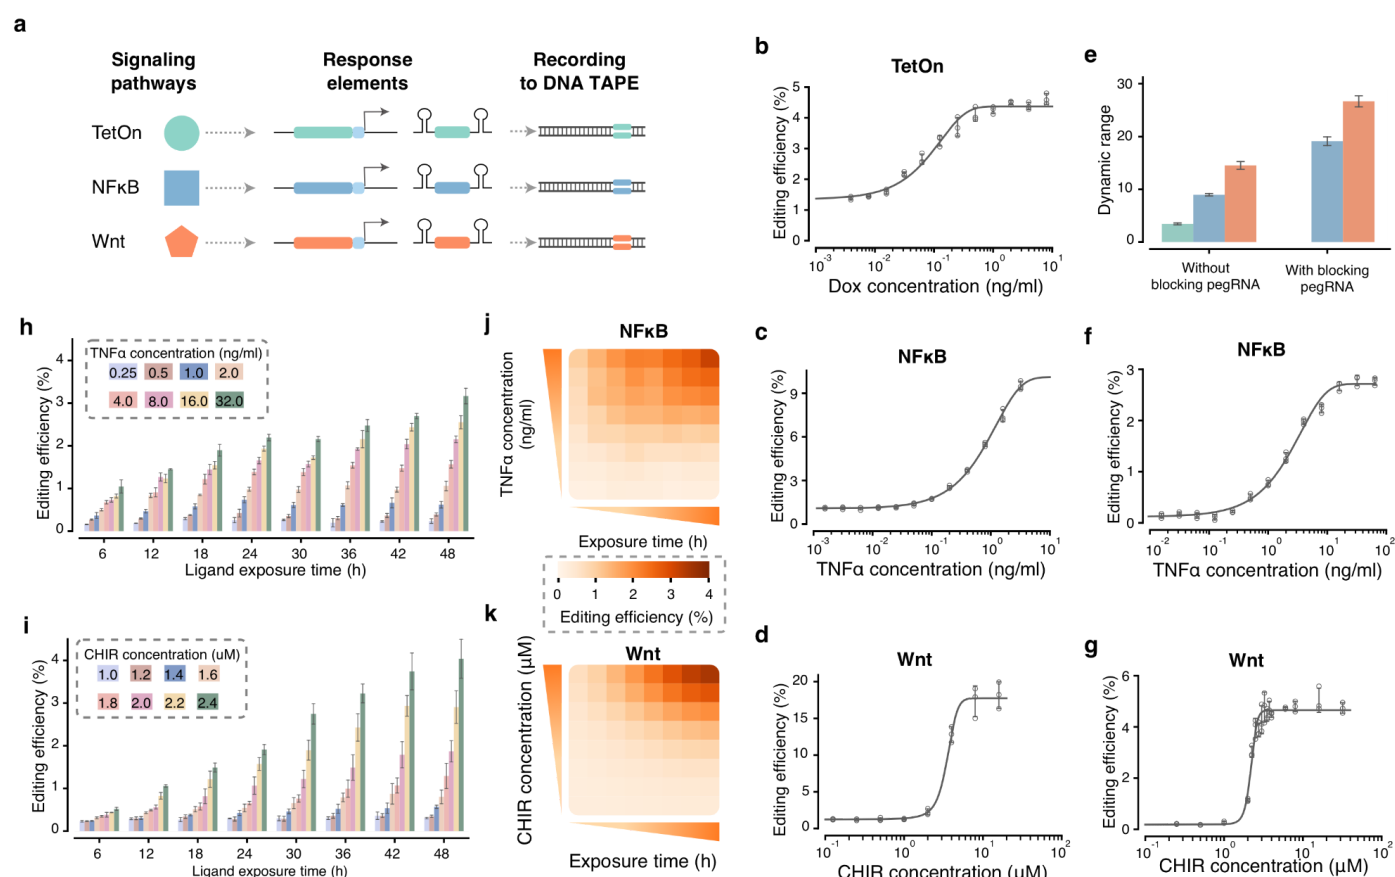 a
Signaling
pathways
Response
elements
Recording
to DNA TAPE
TetOn
NFκB
Wnt
b
TetOn
Editing efficiency (%)
5
4
3
2
1
0
10⁻³ 10⁻² 10⁻¹ 10⁰ 10¹
Dox concentration (ng/ml)
e
Dynamic range
30
20
10
0
Without
blocking pegRNA
With blocking
pegRNA
h
TNFα concentration (ng/ml)
0.25 0.5 1.0 2.0
4.0 8.0 16.0 32.0
Editing efficiency (%)
4
3
2
1
0
6 12 18 24 30 36 42 48
Ligand exposure time (h)
j
NFκB
TNFα concentration
(ng/ml)
Exposure time (h)
0 1 2 3 4
Editing efficiency (%)
c
NFκB
Editing efficiency (%)
9
6
3
0
10⁻³ 10⁻² 10⁻¹ 10⁰ 10¹
TNFα concentration (ng/ml)
f
NFκB
Editing efficiency (%)
3
2
1
0
10⁻² 10⁻¹ 10⁰ 10¹ 10²
TNFα concentration (ng/ml)
i
CHIR concentration (μM)
1.0 1.2 1.4 1.6
1.8 2.0 2.2 2.4
Editing efficiency (%)
4
3
2
1
0
6 12 18 24 30 36 42 48
Ligand exposure time (h)
k
Wnt
CHIR concentration (μM)
Exposure time (h)
d
Wnt
Editing efficiency (%)
20
15
10
5
0
10⁻¹ 10⁰ 10¹ 10²
CHIR concentration (μM)
g
Wnt
Editing efficiency (%)
6
4
2
0
10⁻¹ 10⁰ 10¹ 10²
CHIR concentration (μM)